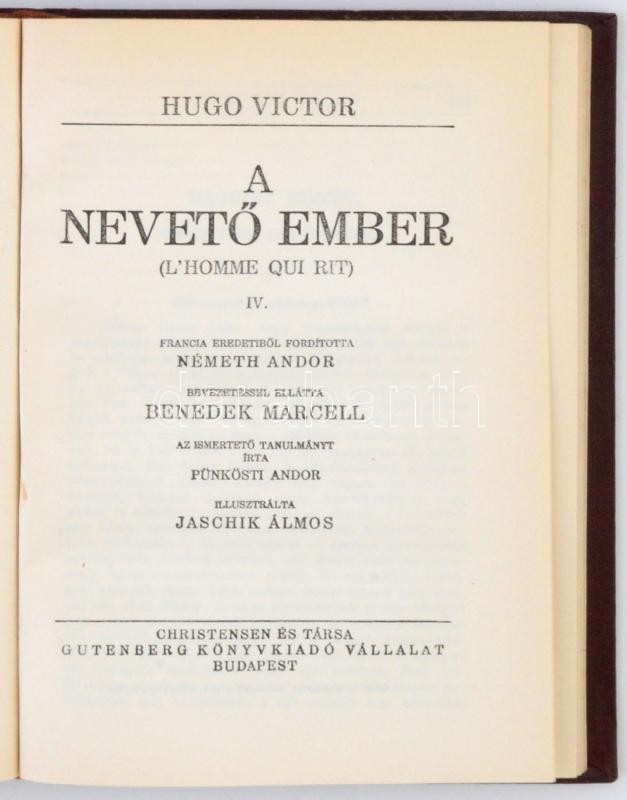 HUGO VICTOR
A
NEVETŐ EMBER
(L'HOMME QUI RIT)
IV.
FRANCIA EREDETIBŐL FORDÍTOTTA
NÉMETH ANDOR
BEVEZETÉSSEL ELLÁTTA
BENEDEK MARCELL
darabanth
AZ ISMERTETŐ TANULMÁNYT
ÍRTA
PÜNKÖSTI ANDOR
ILLUSZTRÁLTA
JASCHIK ÁLMOS
CHRISTENSEN ÉS TÁRSA
GUTENBERG KÖNYVKIADÓ VÁLLALAT
BUDAPEST